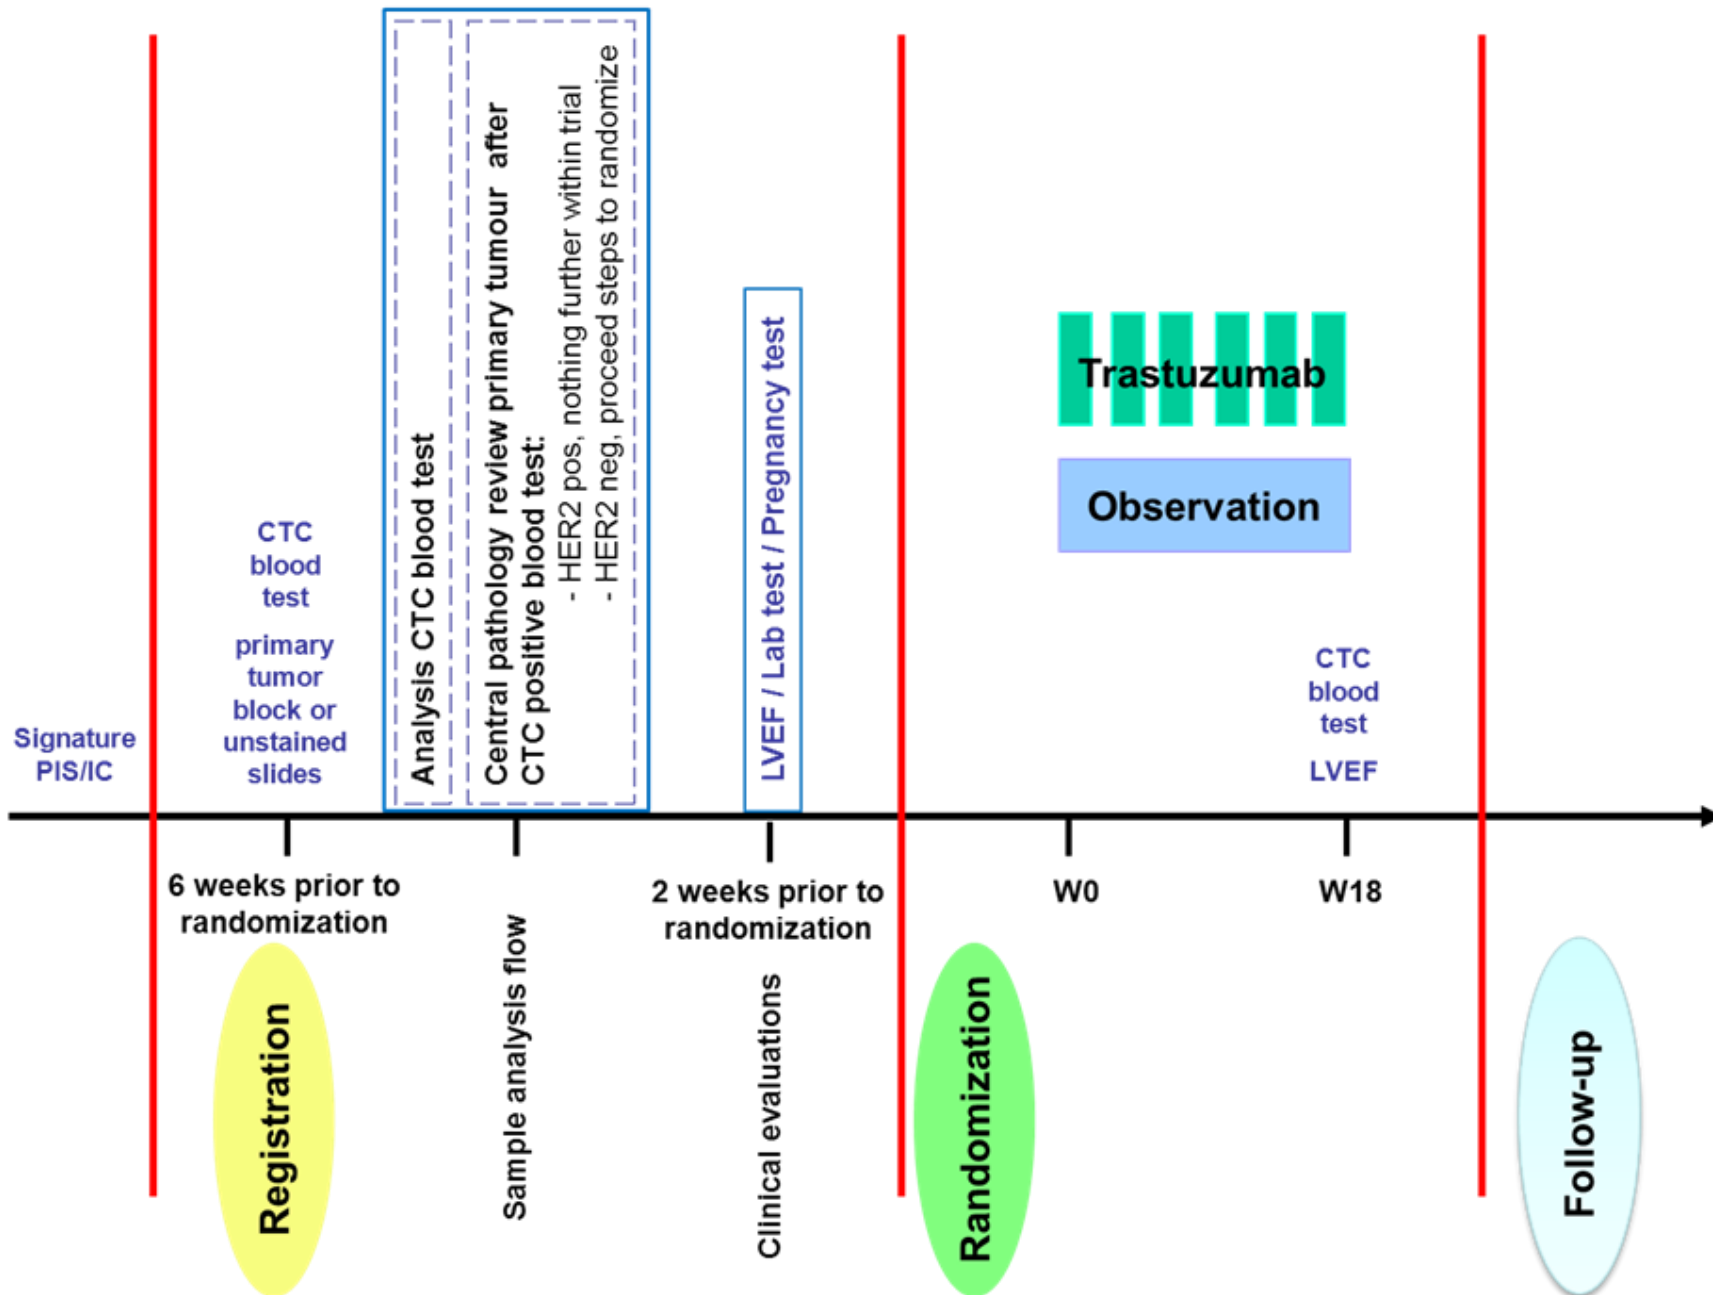 Signature
PIS/IC
CTC
blood
test
primary
tumor
block or
unstained
slides
Analysis CTC blood test
Central pathology review primary tumour after
CTC positive blood test:
- HER2 pos, nothing further within trial
- HER2 neg, proceed steps to randomize
LVEF / Lab test / Pregnancy test
Trastuzumab
Observation
CTC
blood
test
LVEF
6 weeks prior to
randomization
Sample analysis flow
2 weeks prior to
randomization
Clinical evaluations
W0
W18
Registration
Randomization
Follow-up